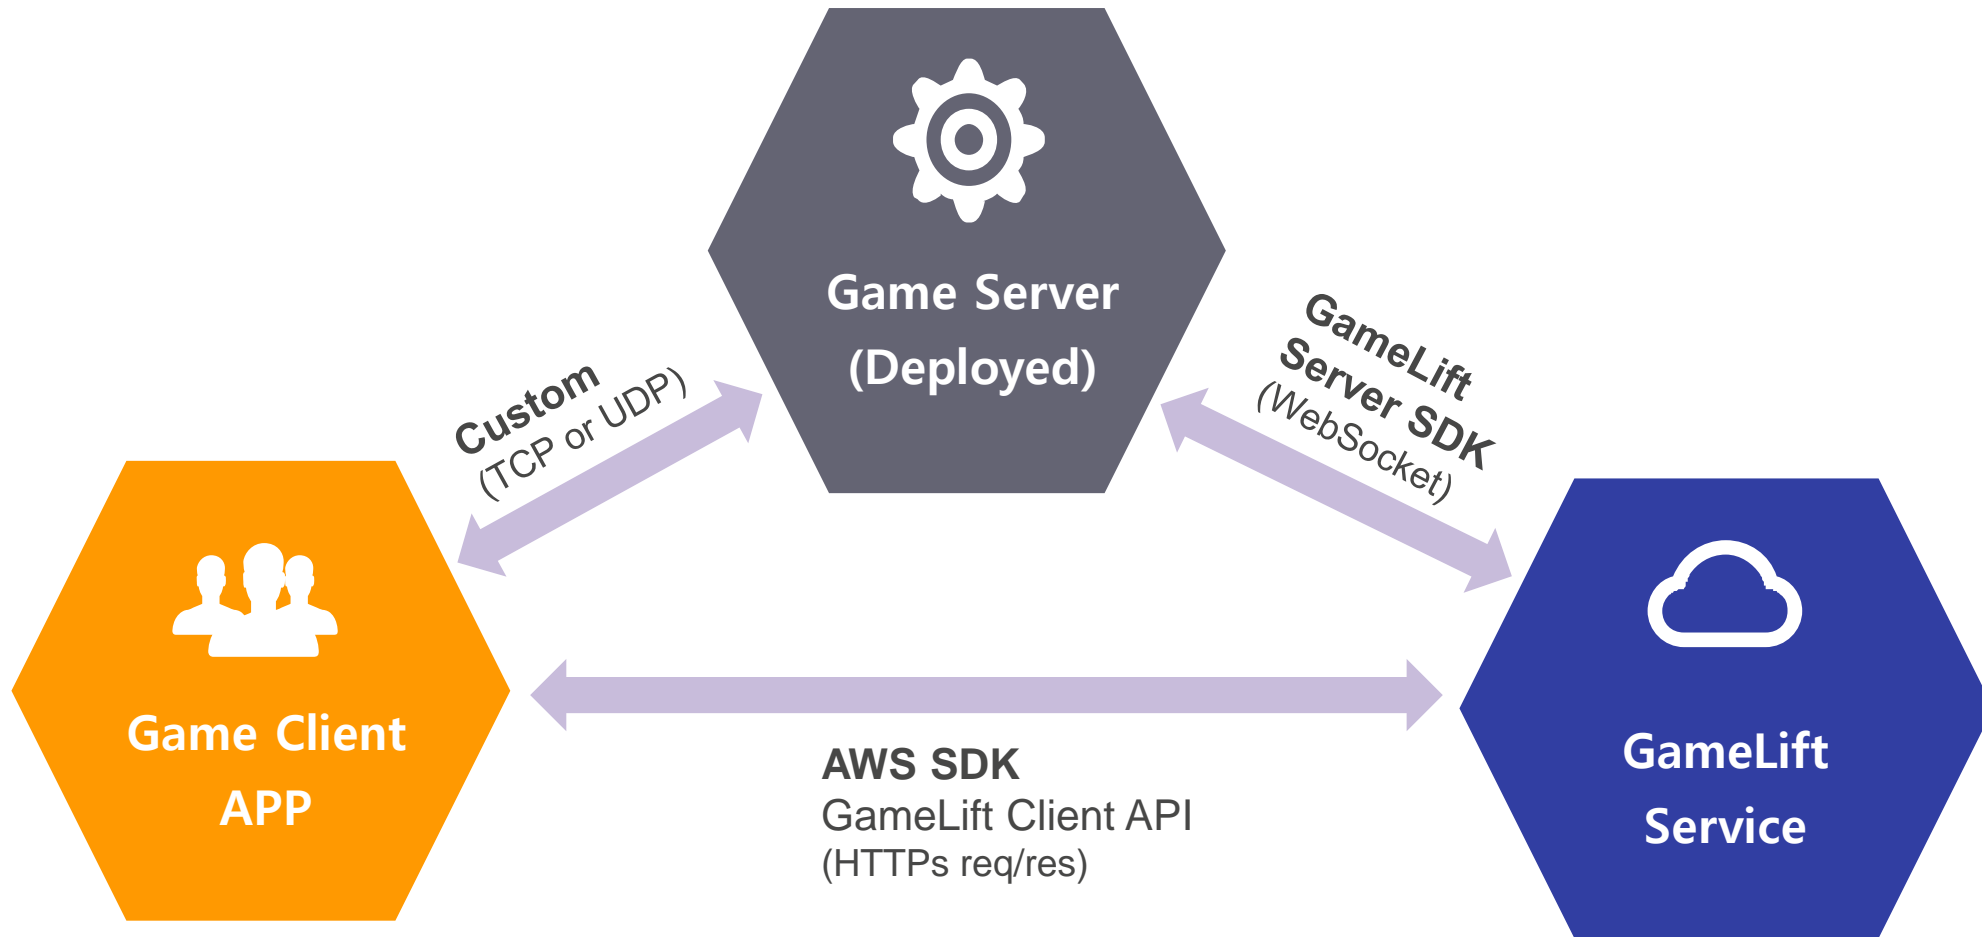 Game Server
(Deployed)
Custom
(TCP or UDP)
GameLift
Server SDK
(WebSocket)
Game Client
APP
AWS SDK
GameLift Client API
(HTTPs req/res)
GameLift
Service